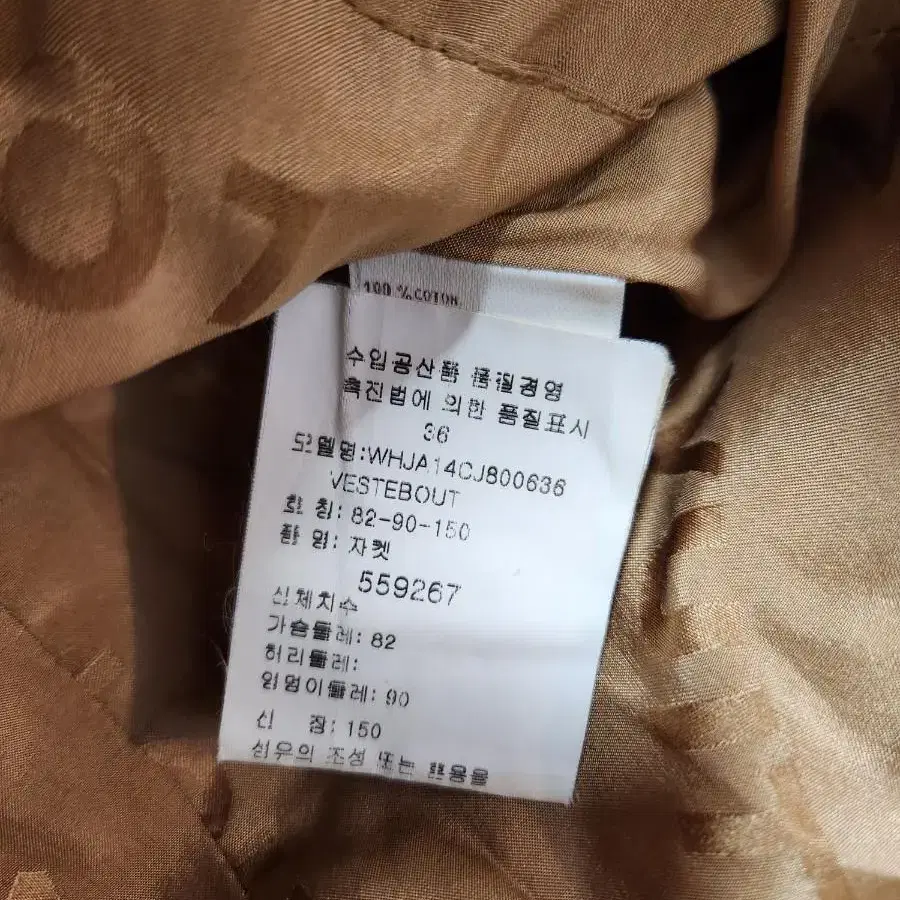 100 % COTON
수입공산품 품질경영
촉진법에 의한 품질표시
36
모델명:WHJA14CJ800636
VESTEBOUT
호 칭: 82-90-150
품 명: 자켓
559267
신체치수
가슴둘레: 82
허리둘레:
엉덩이둘레: 90
신 장: 150
섬유의 조성 또는 혼용율